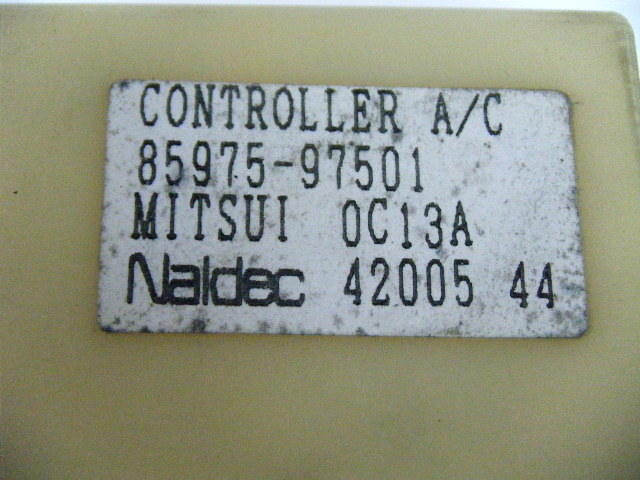 CONTROLLER A/C
85975-97501
MITSUI 0C13A
Naldec 42005 44